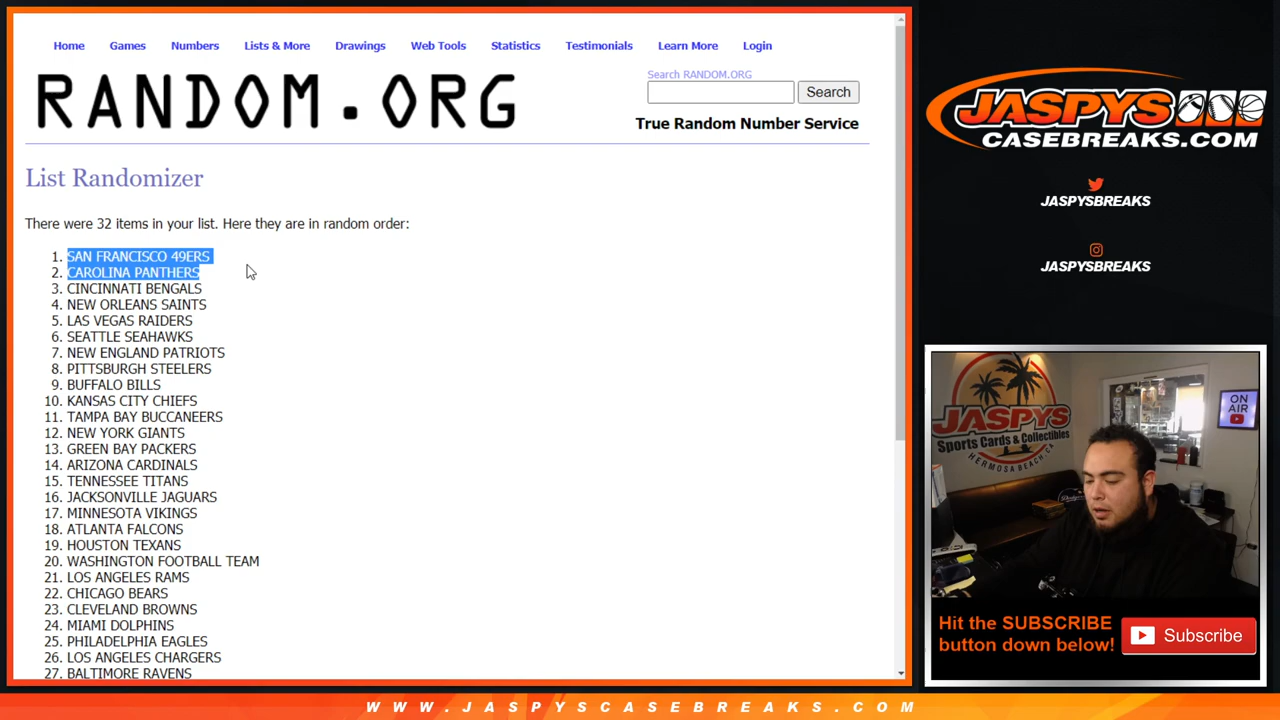 Home Games Numbers Lists & More Drawings Web Tools Statistics Testimonials Learn More Login
RANDOM.ORG
Search RANDOM.ORG
Search
True Random Number Service
List Randomizer
There were 32 items in your list. Here they are in random order:
1. SAN FRANCISCO 49ERS
2. CAROLINA PANTHERS
3. CINCINNATI BENGALS
4. NEW ORLEANS SAINTS
5. LAS VEGAS RAIDERS
6. SEATTLE SEAHAWKS
7. NEW ENGLAND PATRIOTS
8. PITTSBURGH STEELERS
9. BUFFALO BILLS
10. KANSAS CITY CHIEFS
11. TAMPA BAY BUCCANEERS
12. NEW YORK GIANTS
13. GREEN BAY PACKERS
14. ARIZONA CARDINALS
15. TENNESSEE TITANS
16. JACKSONVILLE JAGUARS
17. MINNESOTA VIKINGS
18. ATLANTA FALCONS
19. HOUSTON TEXANS
20. WASHINGTON FOOTBALL TEAM
21. LOS ANGELES RAMS
22. CHICAGO BEARS
23. CLEVELAND BROWNS
24. MIAMI DOLPHINS
25. PHILADELPHIA EAGLES
26. LOS ANGELES CHARGERS
27. BALTIMORE RAVENS
JASPYS
CASEBREAKS.COM
JASPYSBREAKS
JASPYSBREAKS
JASPYS
Sports Cards & Collectibles
HERMOSA BEACH, CA
ON
AIR
Hit the SUBSCRIBE
button down below!
Subscribe
WWW.JASPYSCASEBREAKS.COM